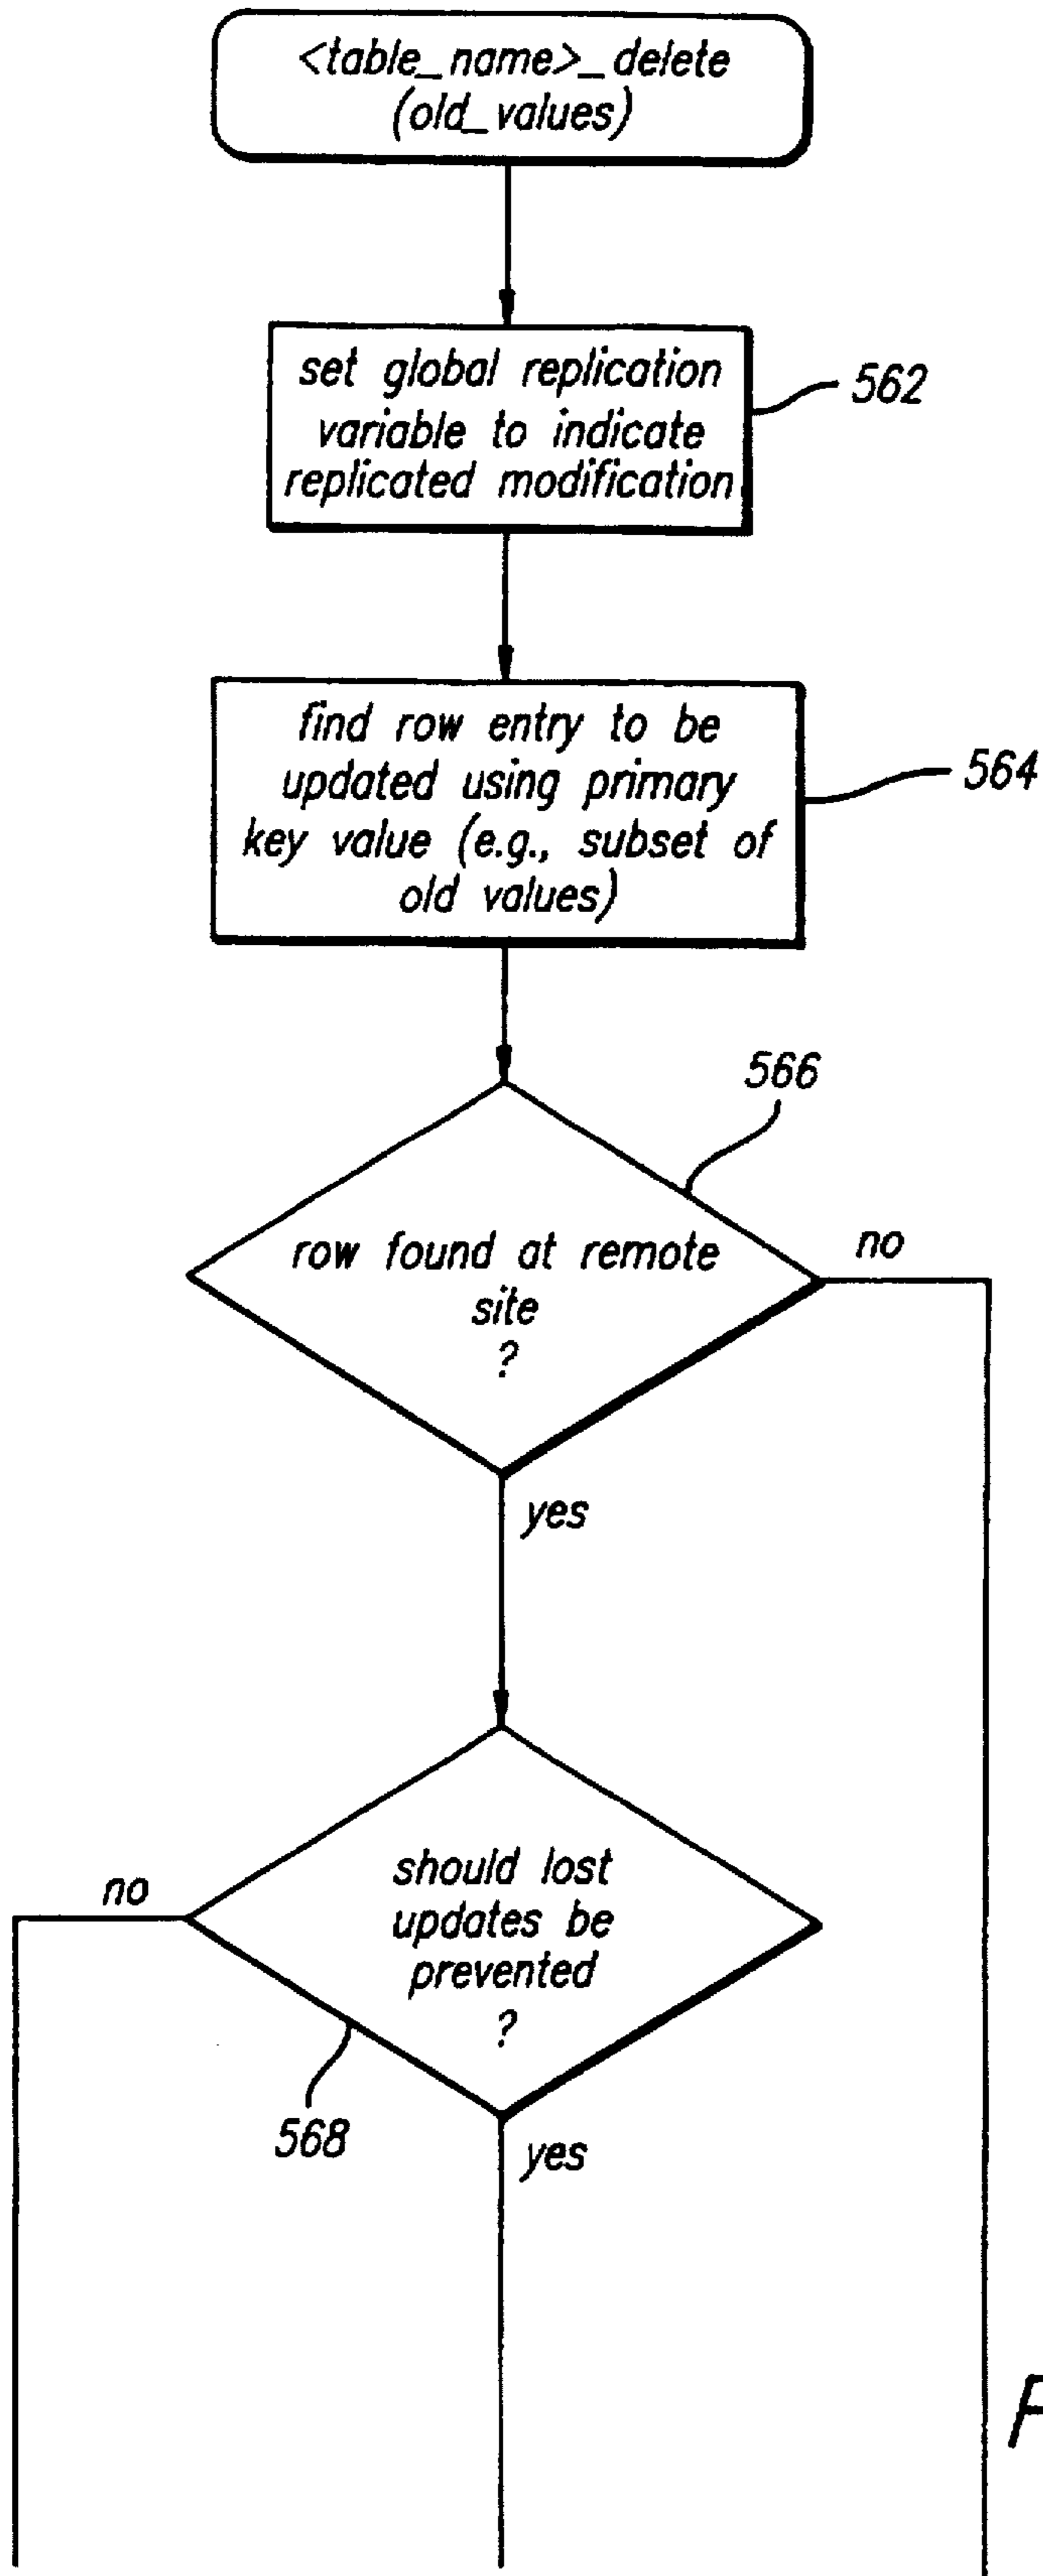 <table_name>_delete
(old_values)
set global replication
variable to indicate
replicated modification
562
find row entry to be
updated using primary
key value (e.g., subset of
old values)
564
566
row found at remote
site
?
no
yes
should lost
updates be
prevented
?
no
568
yes
F